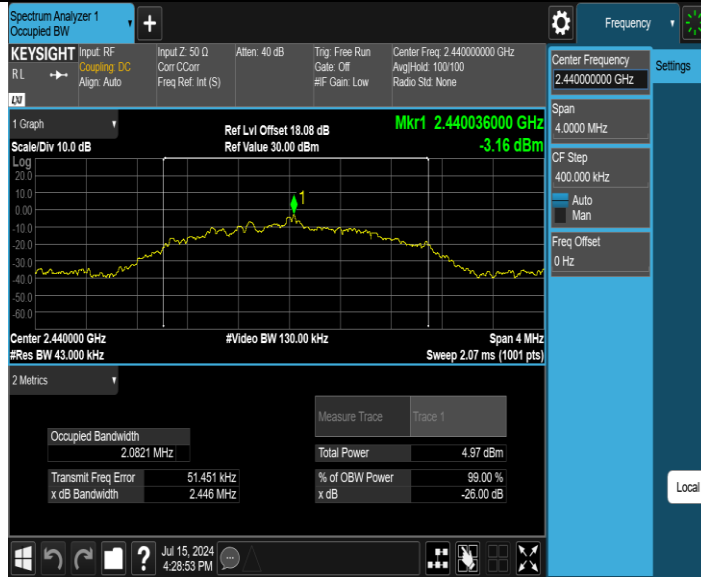 Spectrum Analyzer 1
Occupied BW
Frequency
KEYSIGHT
RL
Input: RF
Coupling: DC
Align: Auto
Input Z: 50 Ω
Corr CCorr
Freq Ref: Int (S)
Atten: 40 dB
Trig: Free Run
Gate: Off
#IF Gain: Low
Center Freq: 2.440000000 GHz
Avg|Hold: 100/100
Radio Std: None
LXI
1 Graph
Scale/Div 10.0 dB
Ref Lvl Offset 18.08 dB
Ref Value 30.00 dBm
Mkr1 2.440036000 GHz
-3.16 dBm
Log
20.0
10.0
0.00
-10.0
-20.0
-30.0
-40.0
-50.0
-60.0
1
Center 2.440000 GHz
#Res BW 43.000 kHz
#Video BW 130.00 kHz
Span 4 MHz
Sweep 2.07 ms (1001 pts)
2 Metrics
Measure Trace
Trace 1
Occupied Bandwidth
2.0821 MHz
Total Power
4.97 dBm
Transmit Freq Error
51.451 kHz
% of OBW Power
99.00 %
x dB Bandwidth
2.446 MHz
x dB
-26.00 dB
Center Frequency
2.440000000 GHz
Settings
Span
4.0000 MHz
CF Step
400.000 kHz
Auto
Man
Freq Offset
0 Hz
Local
?
Jul 15, 2024
4:28:53 PM